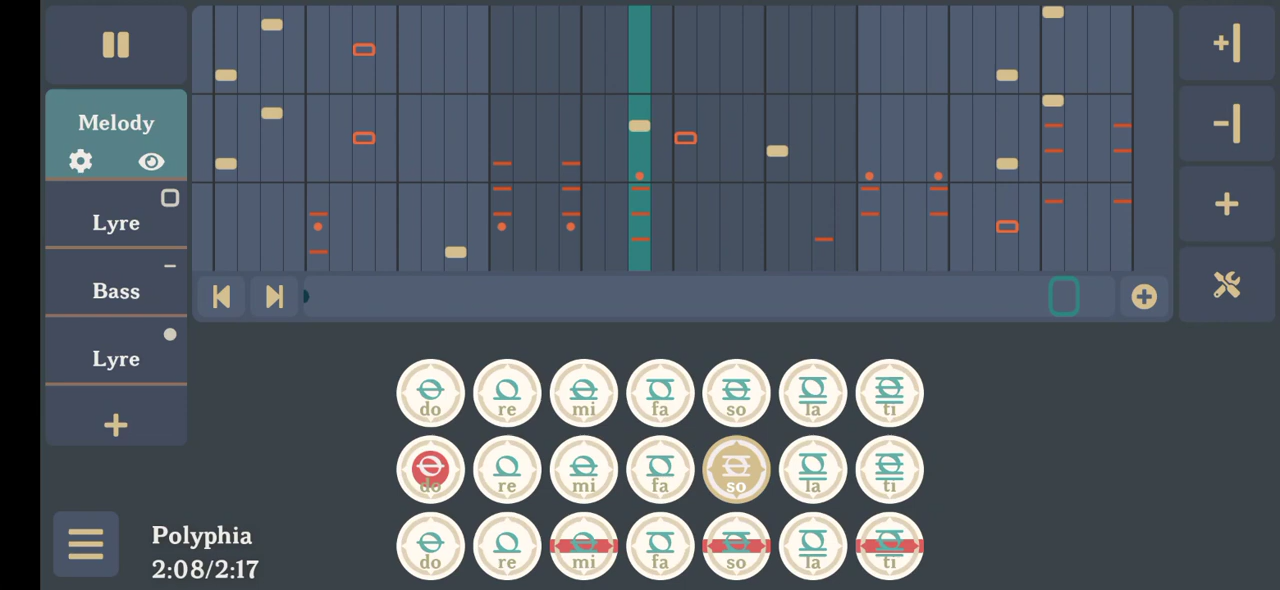 Melody
Lyre
Bass
Lyre
do re mi fa so la ti
do re mi fa so la ti
do re mi fa so la ti
Polyphia
2:08/2:17